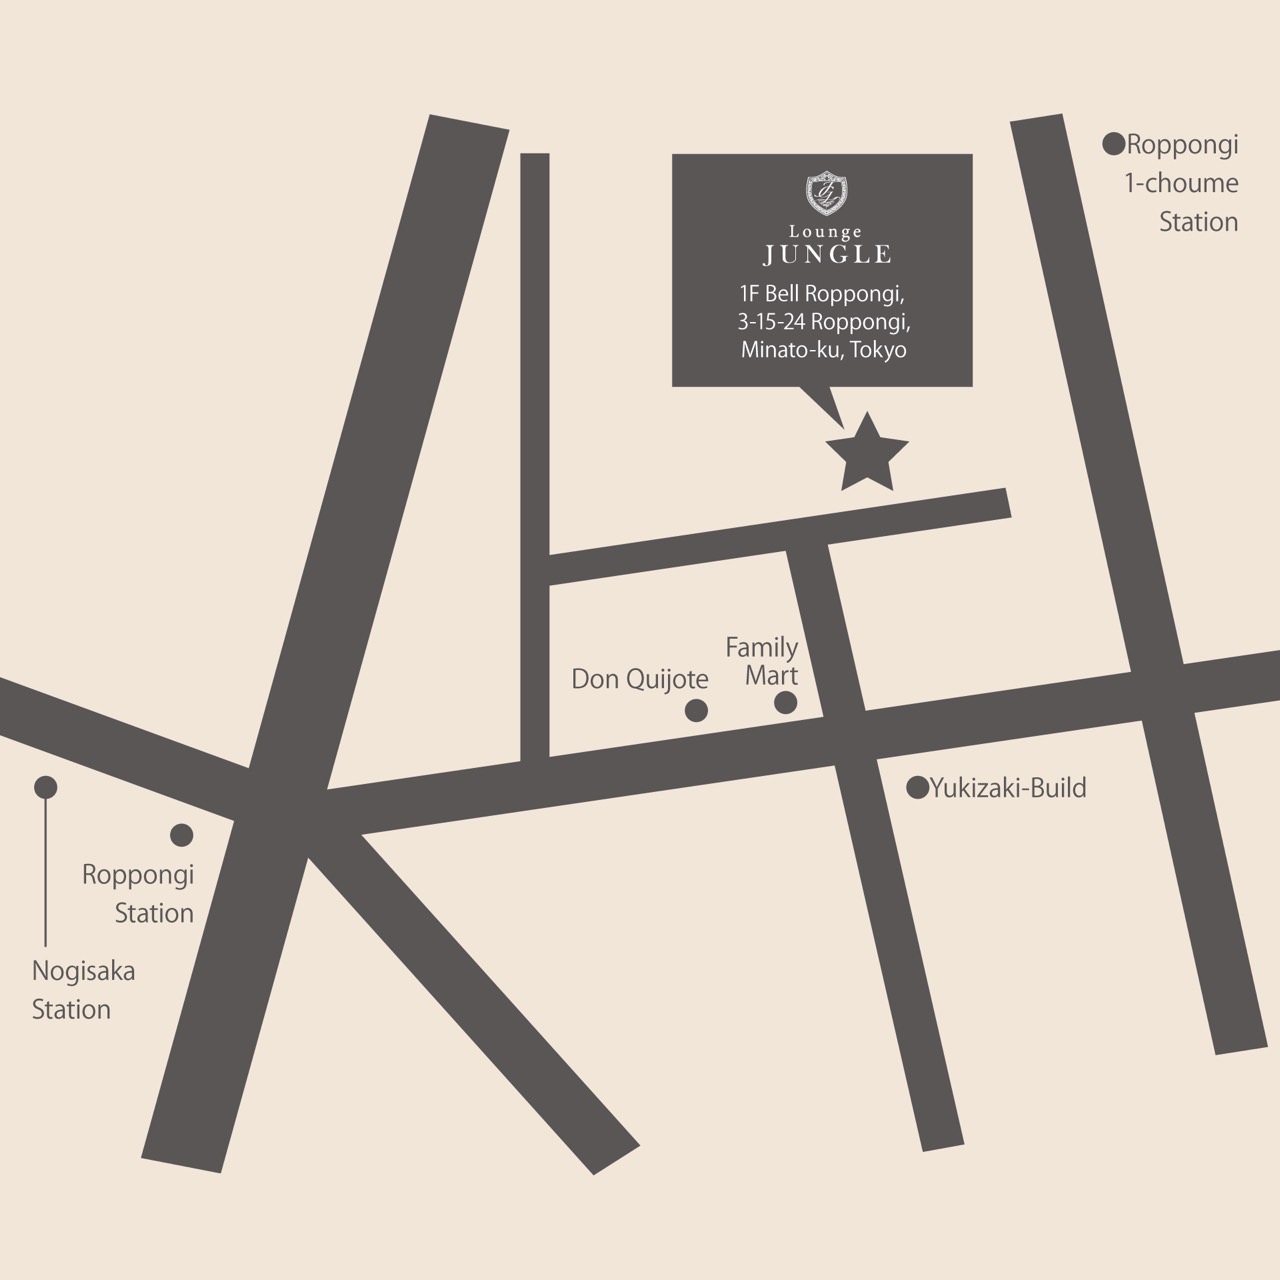 Roppongi
1-choume
Station
Lounge
JUNGLE
1F Bell Roppongi,
3-15-24 Roppongi,
Minato-ku, Tokyo
Family
Mart
Don Quijote
Yukizaki-Build
Roppongi
Station
Nogisaka
Station